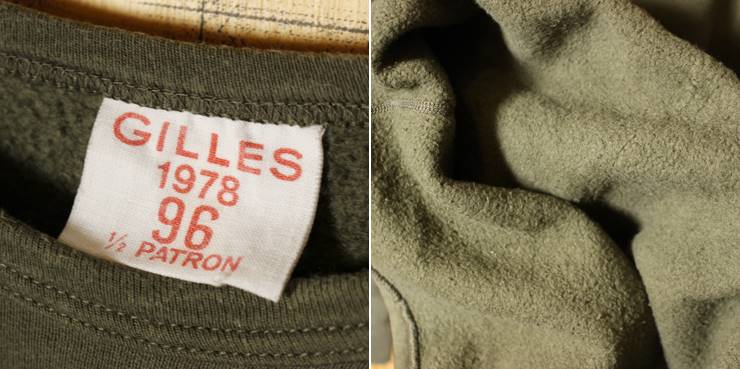 GILLES
1978
96
½ PATRON